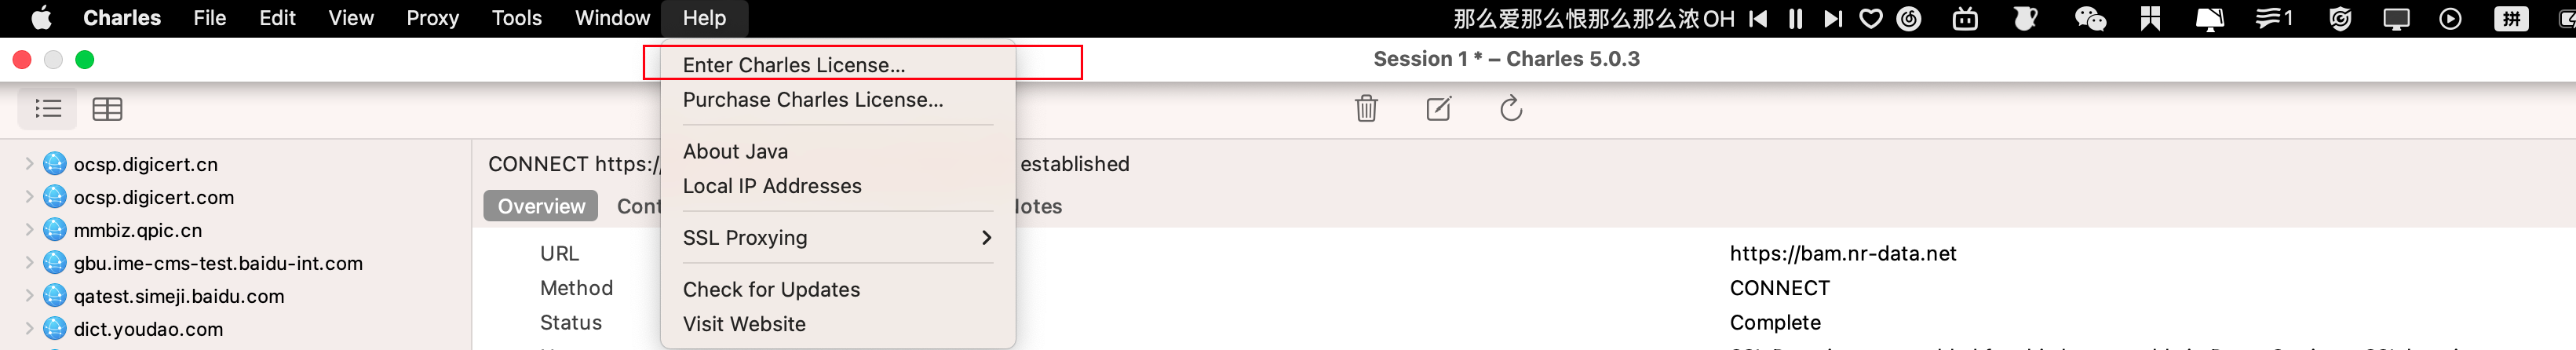 Charles File Edit View Proxy Tools Window Help 那么爱那么恨那么那么浓OH 1 拼
Session 1 * – Charles 5.0.3
Enter Charles License...
Purchase Charles License...
About Java
Local IP Addresses
SSL Proxying
Check for Updates
Visit Website
ocsp.digicert.cn
ocsp.digicert.com
mmbiz.qpic.cn
gbu.ime-cms-test.baidu-int.com
qatest.simeji.baidu.com
dict.youdao.com
CONNECT https:/ established
Overview Cont lotes
URL https://bam.nr-data.net
Method CONNECT
Status Complete